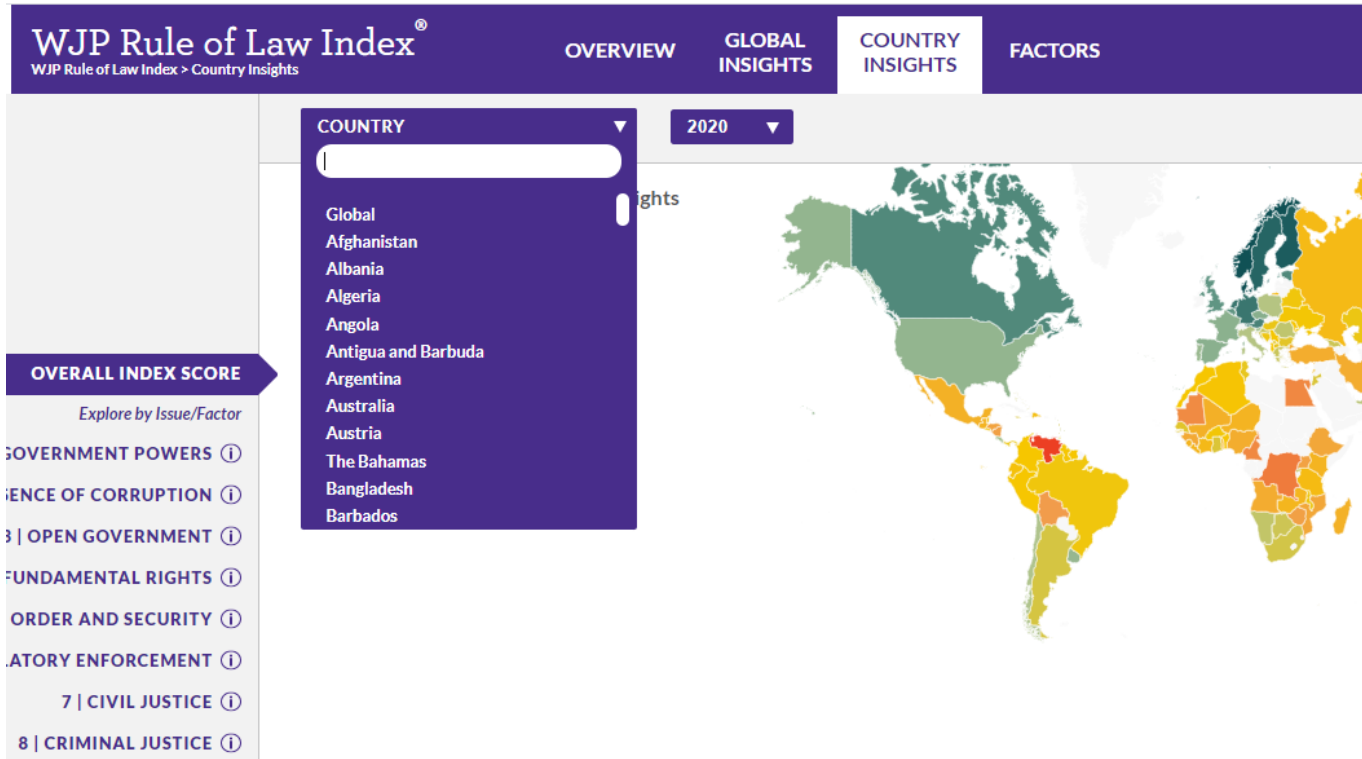 WJP Rule of Law Index®
WJP Rule of Law Index > Country Insights
OVERVIEW
GLOBAL
INSIGHTS
COUNTRY
INSIGHTS
FACTORS
COUNTRY ▼
2020 ▼
ights
Global
Afghanistan
Albania
Algeria
Angola
Antigua and Barbuda
Argentina
Australia
Austria
The Bahamas
Bangladesh
Barbados
OVERALL INDEX SCORE
Explore by Issue/Factor
GOVERNMENT POWERS ⓘ
SENCE OF CORRUPTION ⓘ
3 | OPEN GOVERNMENT ⓘ
FUNDAMENTAL RIGHTS ⓘ
ORDER AND SECURITY ⓘ
LATORY ENFORCEMENT ⓘ
7 | CIVIL JUSTICE ⓘ
8 | CRIMINAL JUSTICE ⓘ